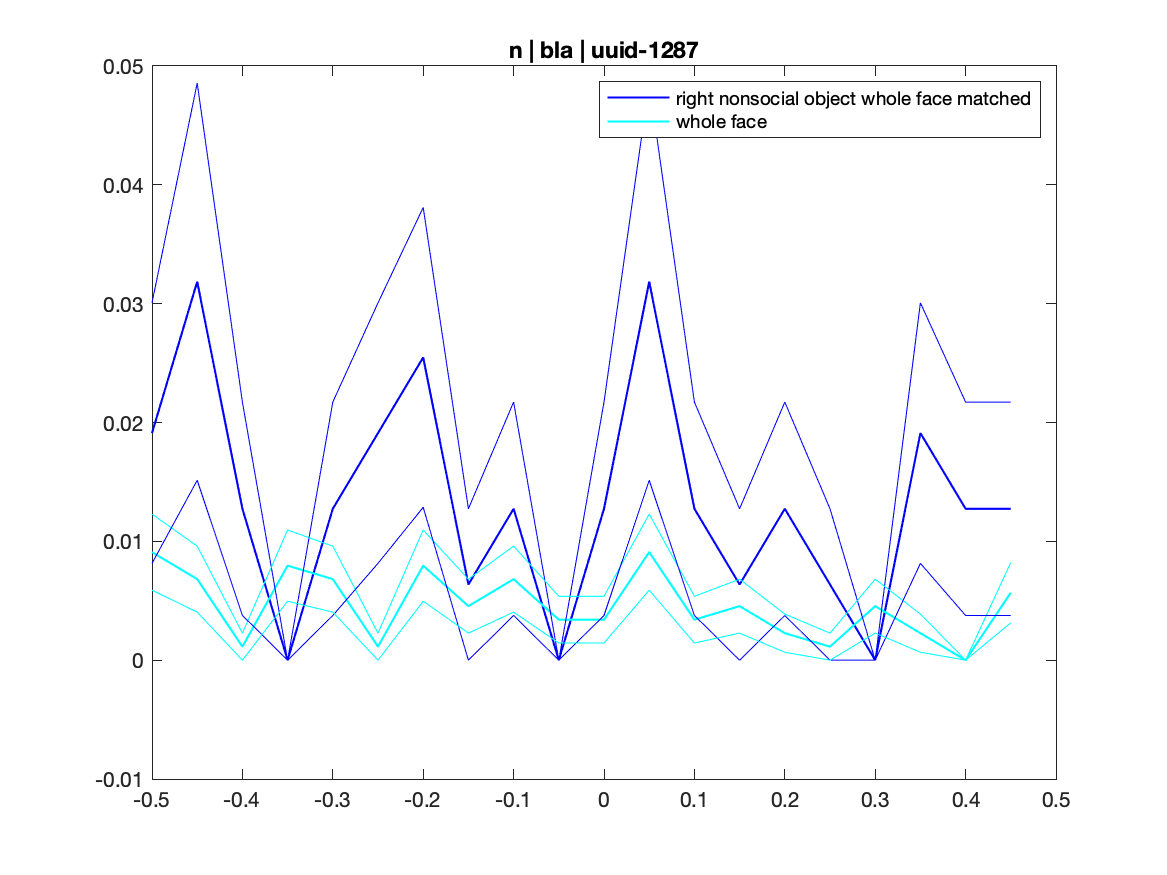 n | bla | uuid-1287
right nonsocial object whole face matched
whole face
0.05
0.04
0.03
0.02
0.01
0
-0.01
-0.5 -0.4 -0.3 -0.2 -0.1 0 0.1 0.2 0.3 0.4 0.5